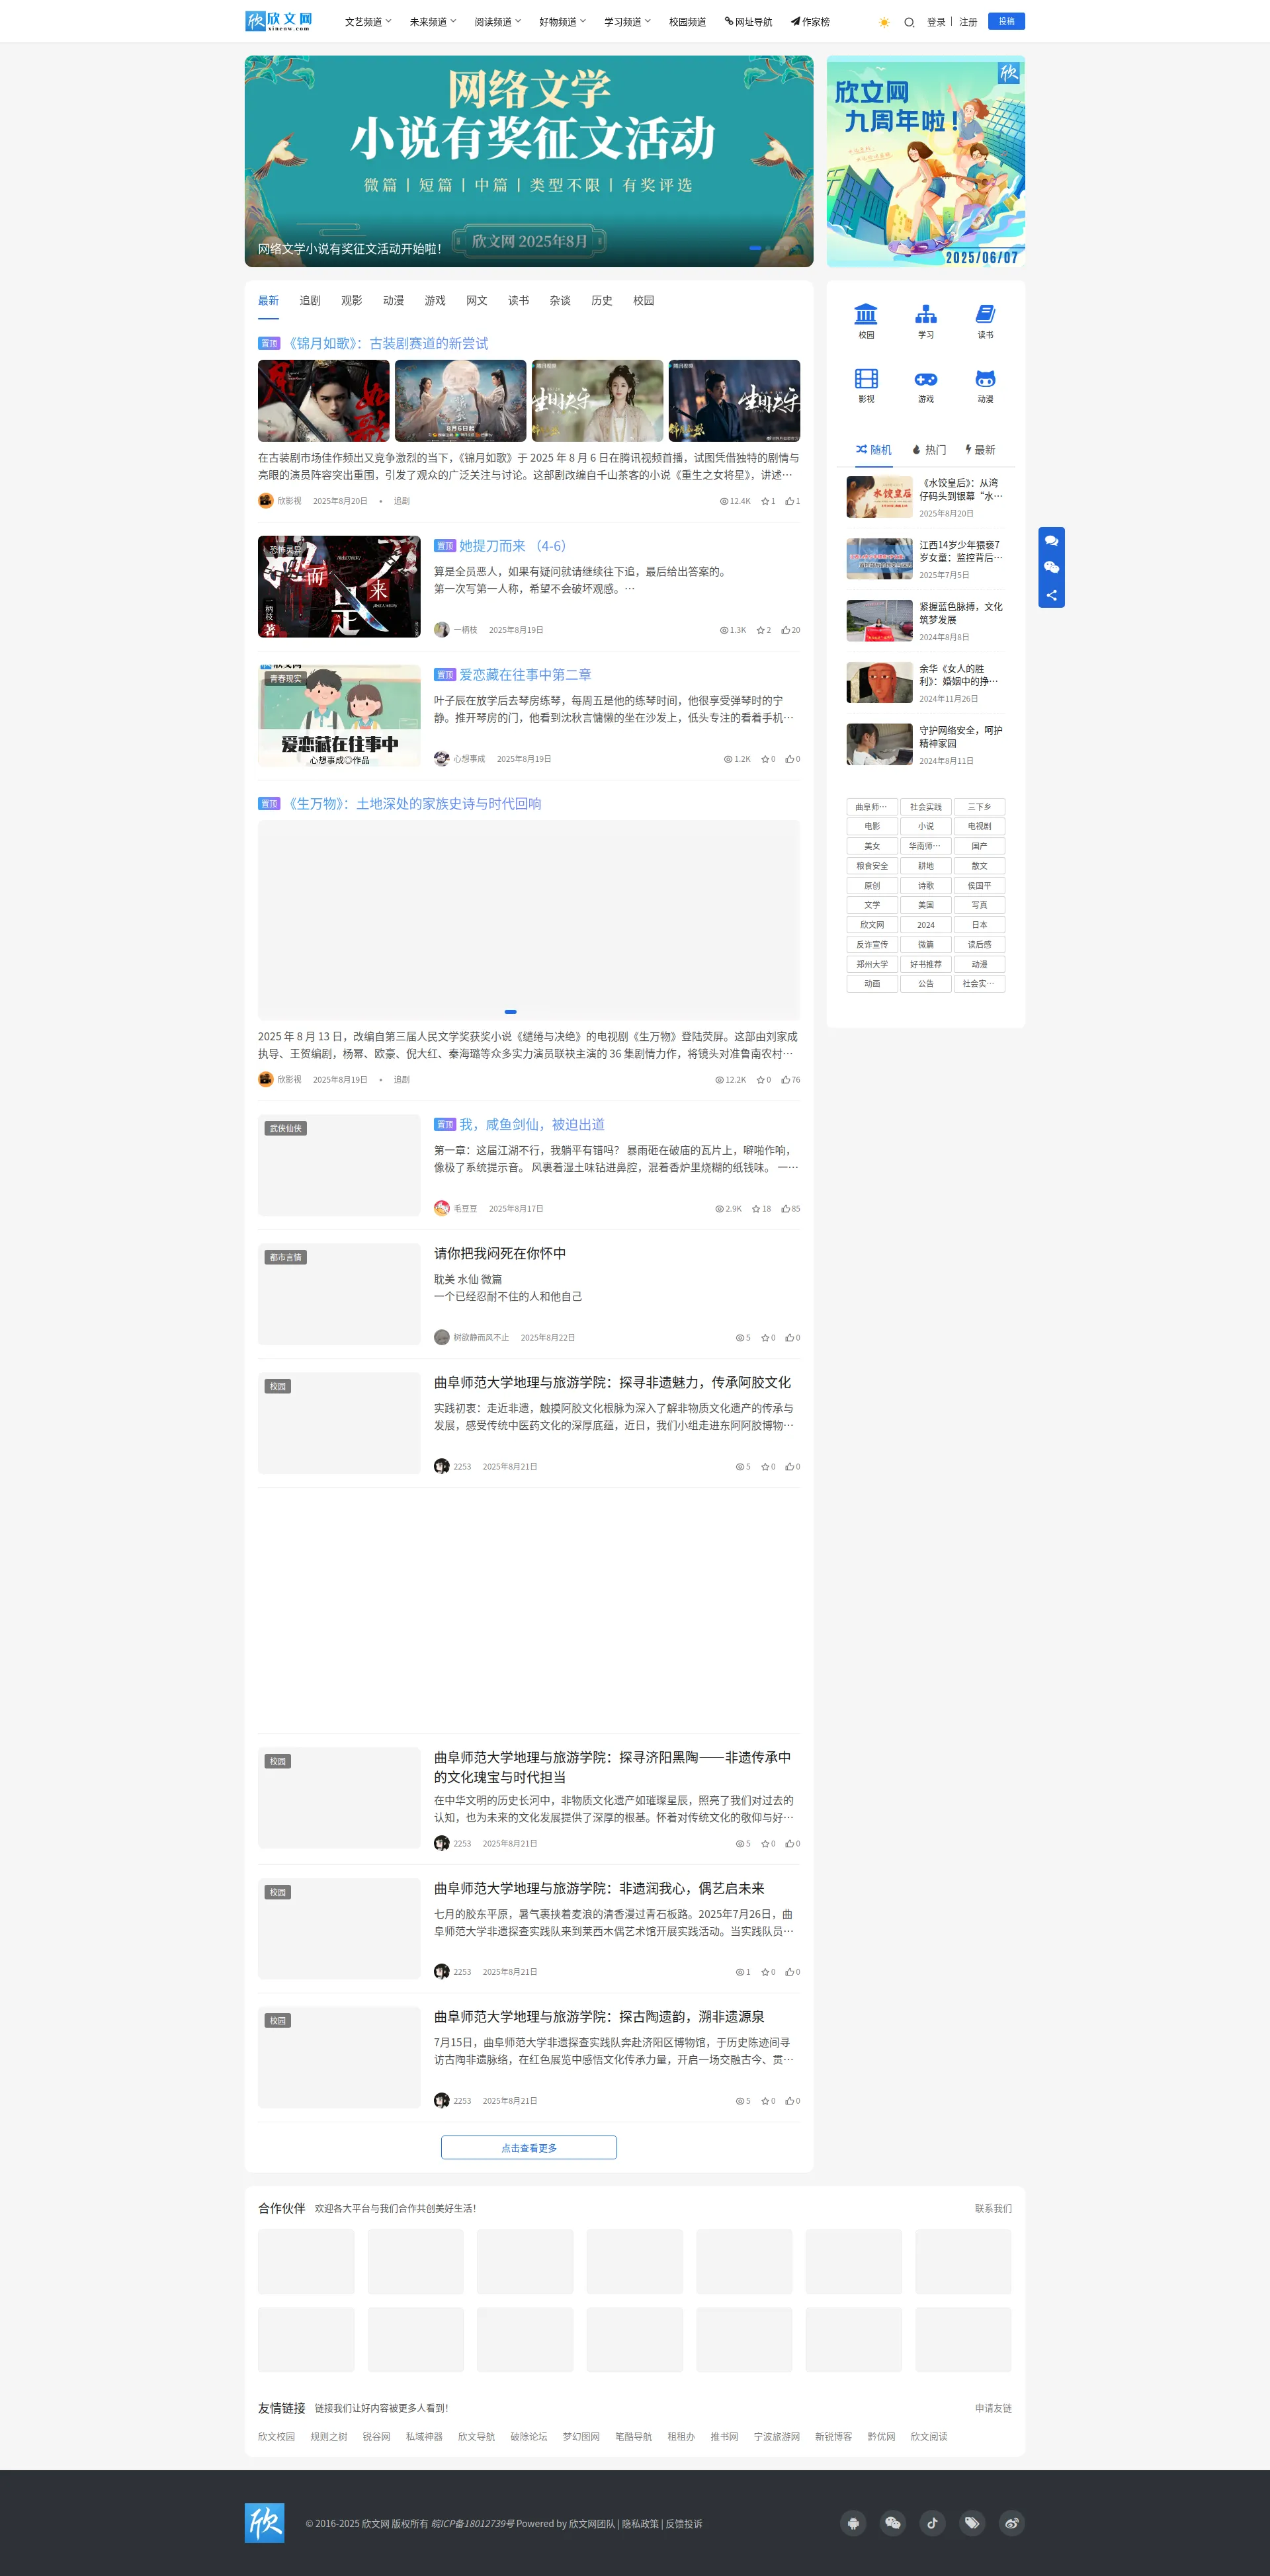 欣 欣文网
xinenw.com
文艺频道 未来频道 阅读频道 好物频道 学习频道 校园频道 网址导航 作家榜 登录 | 注册 投稿
网络文学
小说有奖征文活动
微篇 | 短篇 | 中篇 | 类型不限 | 有奖评选
欣文网 2025年8月
网络文学小说有奖征文活动开始啦！
欣
欣文网
九周年啦！
2025/06/07
最新 追剧 观影 动漫 游戏 网文 读书 杂谈 历史 校园
置顶 《锦月如歌》：古装剧赛道的新尝试
在古装剧市场佳作频出又竞争激烈的当下，《锦月如歌》于 2025 年 8 月 6 日在腾讯视频首播，试图凭借独特的剧情与
亮眼的演员阵容突出重围，引发了观众的广泛关注与讨论。这部剧改编自千山茶客的小说《重生之女将星》，讲述…
欣影视 2025年8月20日 • 追剧 12.4K 1 1
恐怖灵异
置顶 她提刀而来 （4-6）
算是全员恶人，如果有疑问就请继续往下追，最后给出答案的。
第一次写第一人称，希望不会破坏观感。…
一柄枝 2025年8月19日 1.3K 2 20
青春现实
爱恋藏在往事中
心想事成◎作品
置顶 爱恋藏在往事中第二章
叶子辰在放学后去琴房练琴，每周五是他的练琴时间，他很享受弹琴时的宁
静。推开琴房的门，他看到沈秋言慵懒的坐在沙发上，低头专注的看着手机…
心想事成 2025年8月19日 1.2K 0 0
置顶 《生万物》：土地深处的家族史诗与时代回响
2025 年 8 月 13 日，改编自第三届人民文学奖获奖小说《缱绻与决绝》的电视剧《生万物》登陆荧屏。这部由刘家成
执导、王贺编剧，杨幂、欧豪、倪大红、秦海璐等众多实力演员联袂主演的 36 集剧情力作，将镜头对准鲁南农村…
欣影视 2025年8月19日 • 追剧 12.2K 0 76
武侠仙侠
置顶 我，咸鱼剑仙，被迫出道
第一章：这届江湖不行，我躺平有错吗？ 暴雨砸在破庙的瓦片上，噼啪作响，
像极了系统提示音。 风裹着湿土味钻进鼻腔，混着香炉里烧糊的纸钱味。 一…
毛豆豆 2025年8月17日 2.9K 18 85
都市言情
请你把我闷死在你怀中
耽美 水仙 微篇
一个已经忍耐不住的人和他自己
树欲静而风不止 2025年8月22日 5 0 0
校园
曲阜师范大学地理与旅游学院：探寻非遗魅力，传承阿胶文化
实践初衷：走近非遗，触摸阿胶文化根脉为深入了解非物质文化遗产的传承与
发展，感受传统中医药文化的深厚底蕴，近日，我们小组走进东阿阿胶博物…
2253 2025年8月21日 5 0 0
校园
曲阜师范大学地理与旅游学院：探寻济阳黑陶——非遗传承中
的文化瑰宝与时代担当
在中华文明的历史长河中，非物质文化遗产如璀璨星辰，照亮了我们对过去的
认知，也为未来的文化发展提供了深厚的根基。怀着对传统文化的敬仰与好…
2253 2025年8月21日 5 0 0
校园
曲阜师范大学地理与旅游学院：非遗润我心，偶艺启未来
七月的胶东平原，暑气裹挟着麦浪的清香漫过青石板路。2025年7月26日，曲
阜师范大学非遗探查实践队来到莱西木偶艺术馆开展实践活动。当实践队员…
2253 2025年8月21日 1 0 0
校园
曲阜师范大学地理与旅游学院：探古陶遗韵，溯非遗源泉
7月15日，曲阜师范大学非遗探查实践队奔赴济阳区博物馆，于历史陈迹间寻
访古陶非遗脉络，在红色展览中感悟文化传承力量，开启一场交融古今、贯…
2253 2025年8月21日 5 0 0
点击查看更多
校园 学习 读书
影视 游戏 动漫
随机 热门 最新
水饺皇后
《水饺皇后》：从湾
仔码头到银幕“水…
2025年8月20日
江西14岁少年猥亵7
岁女童：监控背后…
2025年7月5日
紧握蓝色脉搏，文化
筑梦发展
2024年8月8日
余华《女人的胜
利》：婚姻中的挣…
2024年11月26日
守护网络安全，呵护
精神家园
2024年8月11日
曲阜师… 社会实践 三下乡
电影 小说 电视剧
美女 华南师… 国产
粮食安全 耕地 散文
原创 诗歌 侯国平
文学 美国 写真
欣文网 2024 日本
反诈宣传 微篇 读后感
郑州大学 好书推荐 动漫
动画 公告 社会实…
合作伙伴 欢迎各大平台与我们合作共创美好生活！ 联系我们
友情链接 链接我们让好内容被更多人看到！ 申请友链
欣文校园 规则之树 锐谷网 私域神器 欣文导航 破除论坛 梦幻图网 笔酷导航 租租办 推书网 宁波旅游网 新锐博客 黔优网 欣文阅读
欣
© 2016-2025 欣文网 版权所有 皖ICP备18012739号 Powered by 欣文网团队 | 隐私政策 | 反馈投诉